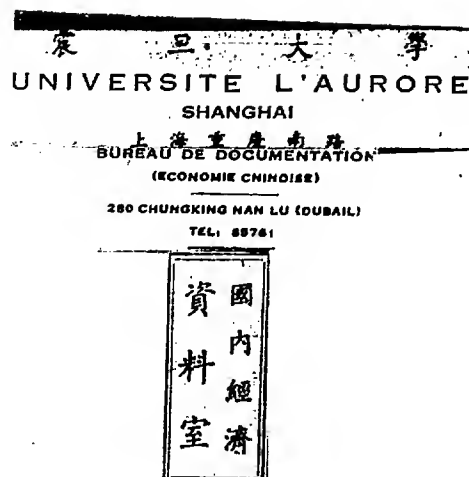 震旦大學
UNIVERSITE L'AURORE
SHANGHAI
上海重慶南路
BUREAU DE DOCUMENTATION
(ECONOMIE CHINOISE)
280 CHUNGKING NAN LU (DUBAIL)
TEL: 85761
國內經濟
資料室